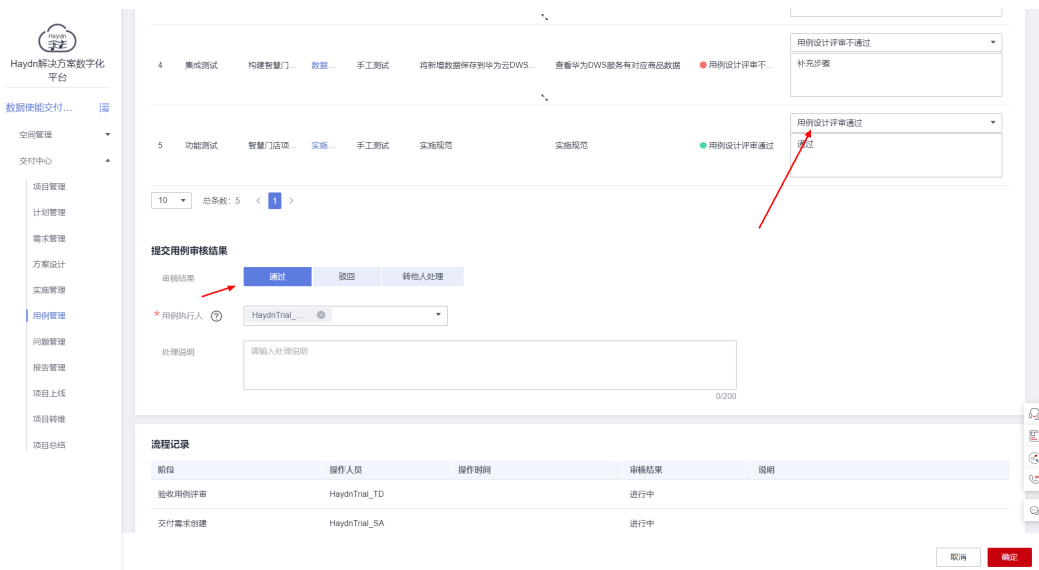 Haydn
Haydn解决方案数字化
平台
数据使能交付...
空间管理
交付中心
项目管理
计划管理
需求管理
方案设计
实施管理
用例管理
问题管理
报告管理
项目上线
项目转维
项目总结
用例设计评审不通过
4 集成测试 构建智慧门... 数据... 手工测试 将新增数据保存到华为云DWS... 查看华为DWS服务有对应商品数据 用例设计评审不... 补充步骤
用例设计评审通过
5 功能测试 智慧门店项... 实施... 手工测试 实施规范 实施规范 用例设计评审通过 通过
10 总条数: 5 < 1 >
提交用例审核结果
审核结果 通过 驳回 转他人处理
*用例执行人 ? HaydnTrial_...
处理说明 请输入处理说明
0/200
流程记录
阶段 操作人员 操作时间 审核结果 说明
验收用例评审 HaydnTrial_TD 进行中
交付需求创建 HaydnTrial_SA 进行中
取消 确定